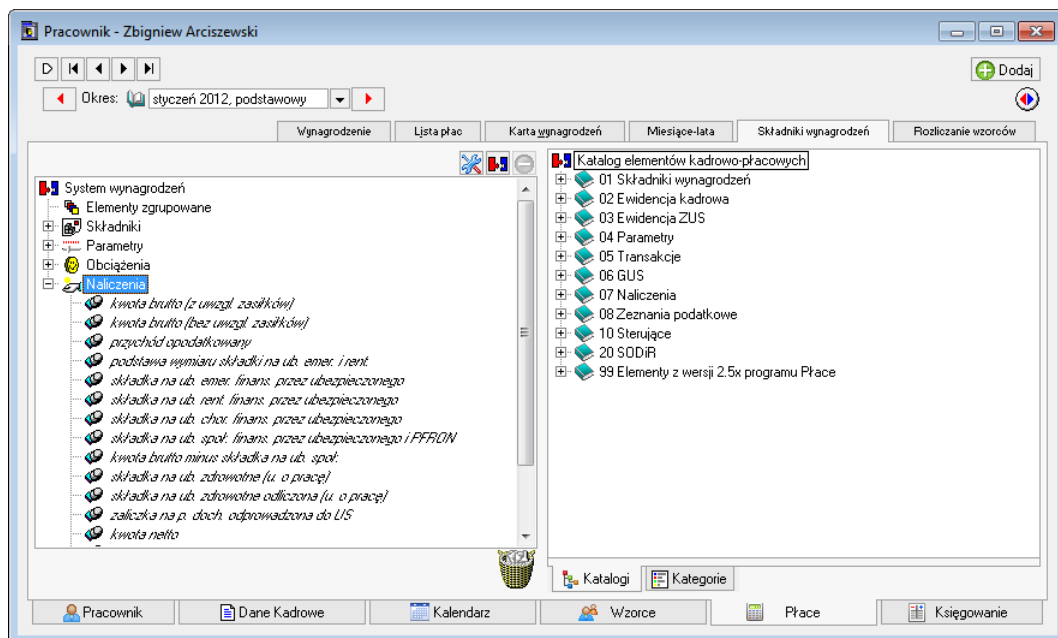 Pracownik - Zbigniew Arciszewski
D
Dodaj
Okres: styczeń 2012, podstawowy
Wynagrodzenie Lista płac Karta wynagrodzeń Miesiące-lata Składniki wynagrodzeń Rozliczanie wzorców
System wynagrodzeń
Elementy zgrupowane
Składniki
Parametry
Obciążenia
Naliczenia
kwota brutto (z uwzgl. zasiłków)
kwota brutto (bez uwzgl. zasiłków)
przychód opodatkowany
podstawa wymiaru składki na ub. emer. i rent.
składka na ub. emer. finans. przez ubezpieczonego
składka na ub. rent. finans. przez ubezpieczonego
składka na ub. chor. finans. przez ubezpieczonego
składka na ub. społ. finans. przez ubezpieczonego i PFRON
kwota brutto minus składka na ub. społ.
składka na ub. zdrowotne (u. o pracę)
składka na ub. zdrowotne odliczona (u. o pracę)
zaliczka na p. doch. odprowadzona do US
kwota netto
Katalog elementów kadrowo-płacowych
01 Składniki wynagrodzeń
02 Ewidencja kadrowa
03 Ewidencja ZUS
04 Parametry
05 Transakcje
06 GUS
07 Naliczenia
08 Zeznania podatkowe
10 Sterujące
20 SODiR
99 Elementy z wersji 2.5x programu Płace
Katalogi Kategorie
Pracownik Dane Kadrowe Kalendarz Wzorce Płace Księgowanie